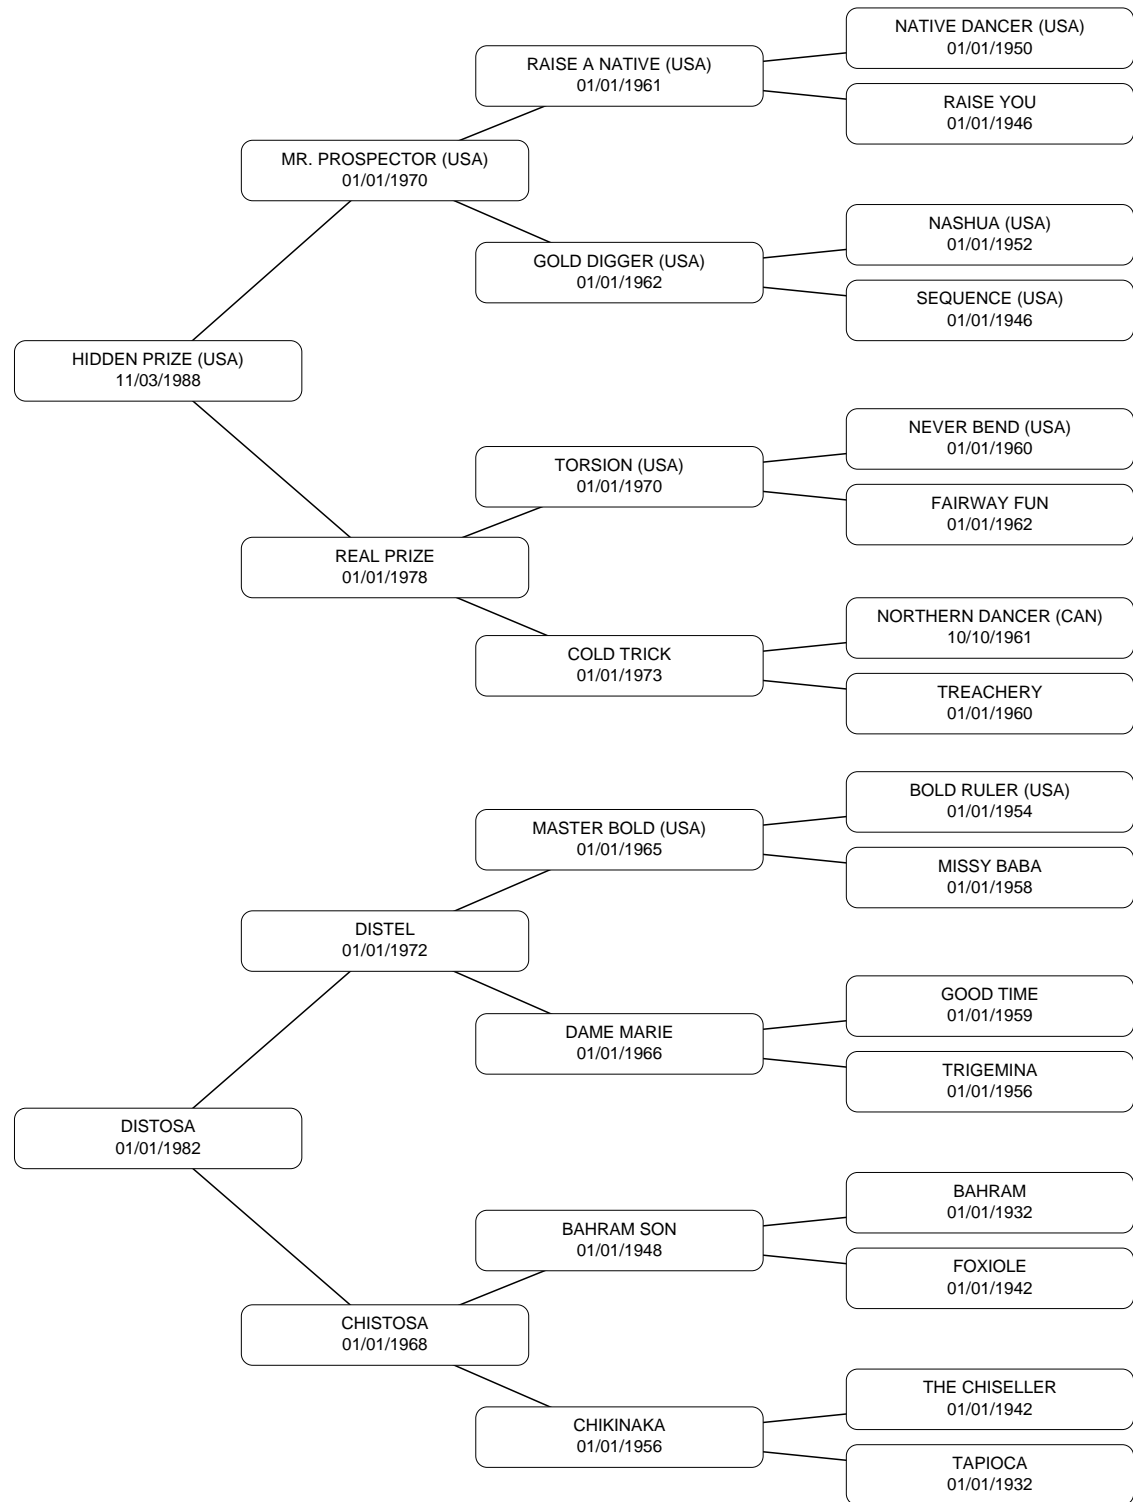 NATIVE DANCER (USA)
01/01/1950
RAISE A NATIVE (USA)
01/01/1961
RAISE YOU
01/01/1946
MR. PROSPECTOR (USA)
01/01/1970
NASHUA (USA)
01/01/1952
GOLD DIGGER (USA)
01/01/1962
SEQUENCE (USA)
01/01/1946
HIDDEN PRIZE (USA)
11/03/1988
NEVER BEND (USA)
01/01/1960
TORSION (USA)
01/01/1970
FAIRWAY FUN
01/01/1962
REAL PRIZE
01/01/1978
NORTHERN DANCER (CAN)
10/10/1961
COLD TRICK
01/01/1973
TREACHERY
01/01/1960
BOLD RULER (USA)
01/01/1954
MASTER BOLD (USA)
01/01/1965
MISSY BABA
01/01/1958
DISTEL
01/01/1972
GOOD TIME
01/01/1959
DAME MARIE
01/01/1966
TRIGEMINA
01/01/1956
DISTOSA
01/01/1982
BAHRAM
01/01/1932
BAHRAM SON
01/01/1948
FOXIOLE
01/01/1942
CHISTOSA
01/01/1968
THE CHISELLER
01/01/1942
CHIKINAKA
01/01/1956
TAPIOCA
01/01/1932